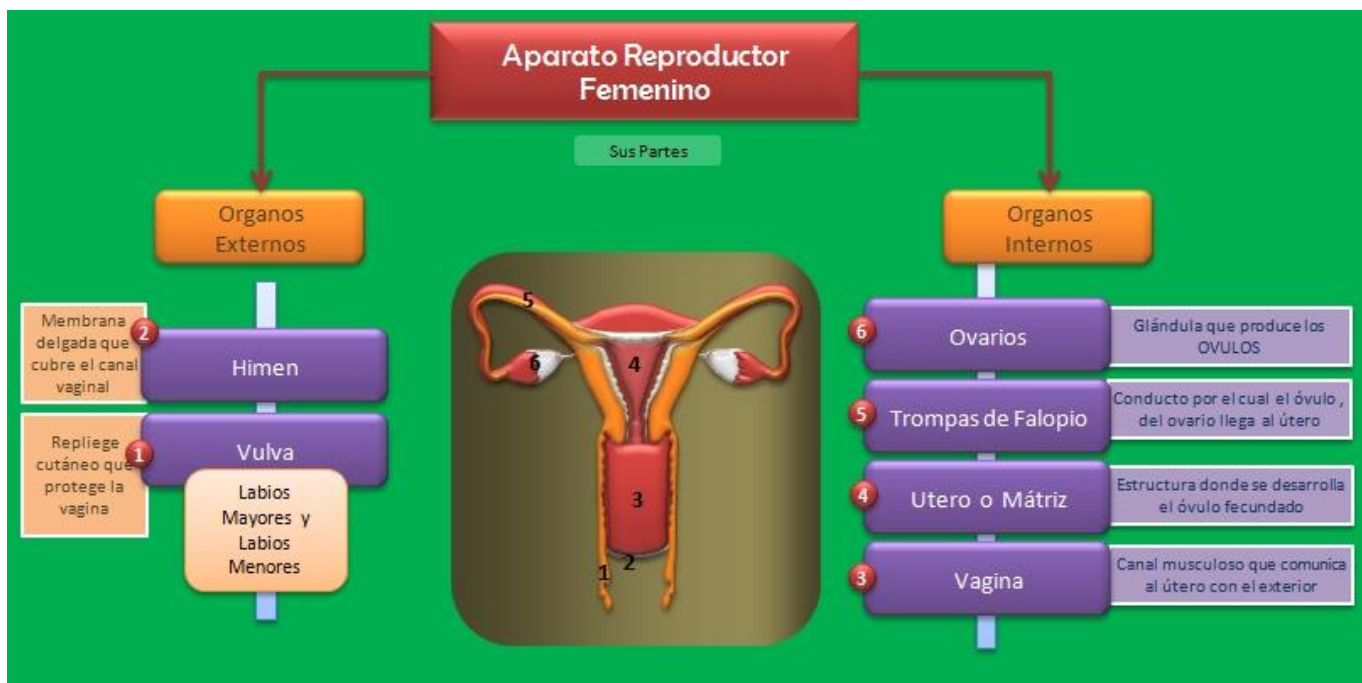 Aparato Reproductor
Femenino
Sus Partes
Organos
Externos
Membrana
delgada que
cubre el canal
vaginal
2
Himen
Repliege
cutáneo que
protege la
vagina
1
Vulva
Labios
Mayores y
Labios
Menores
5
6
4
3
2
1
Organos
Internos
6
Ovarios
Glándula que produce los
OVULOS
5
Trompas de Falopio
Conducto por el cual el óvulo ,
del ovario llega al útero
4
Utero o Mátriz
Estructura donde se desarrolla
el óvulo fecundado
3
Vagina
Canal musculoso que comunica
al útero con el exterior